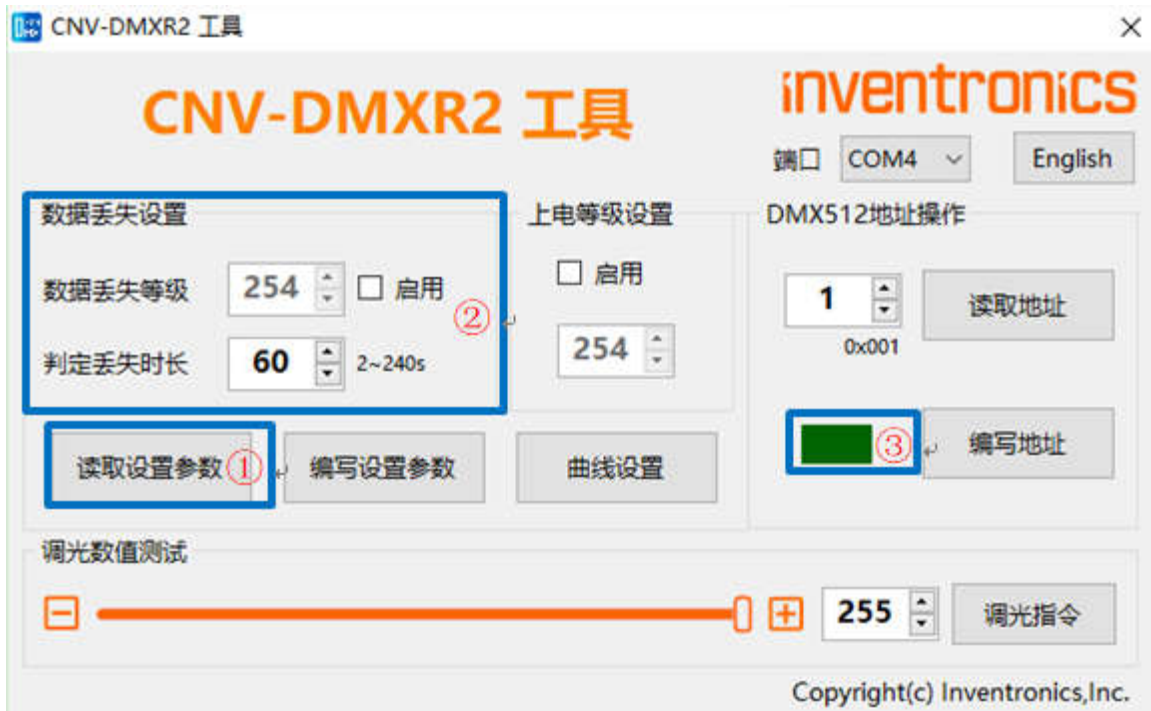 CNV-DMXR2 工具
CNV-DMXR2 工具
inventronics
端口 COM4 English
数据丢失设置
数据丢失等级 254 启用
②
判定丢失时长 60 2~240s
上电等级设置
启用
254
DMX512地址操作
1 读取地址
0x001
③ 编写地址
读取设置参数 ① 编写设置参数 曲线设置
调光数值测试
255 调光指令
Copyright(c) Inventronics,Inc.